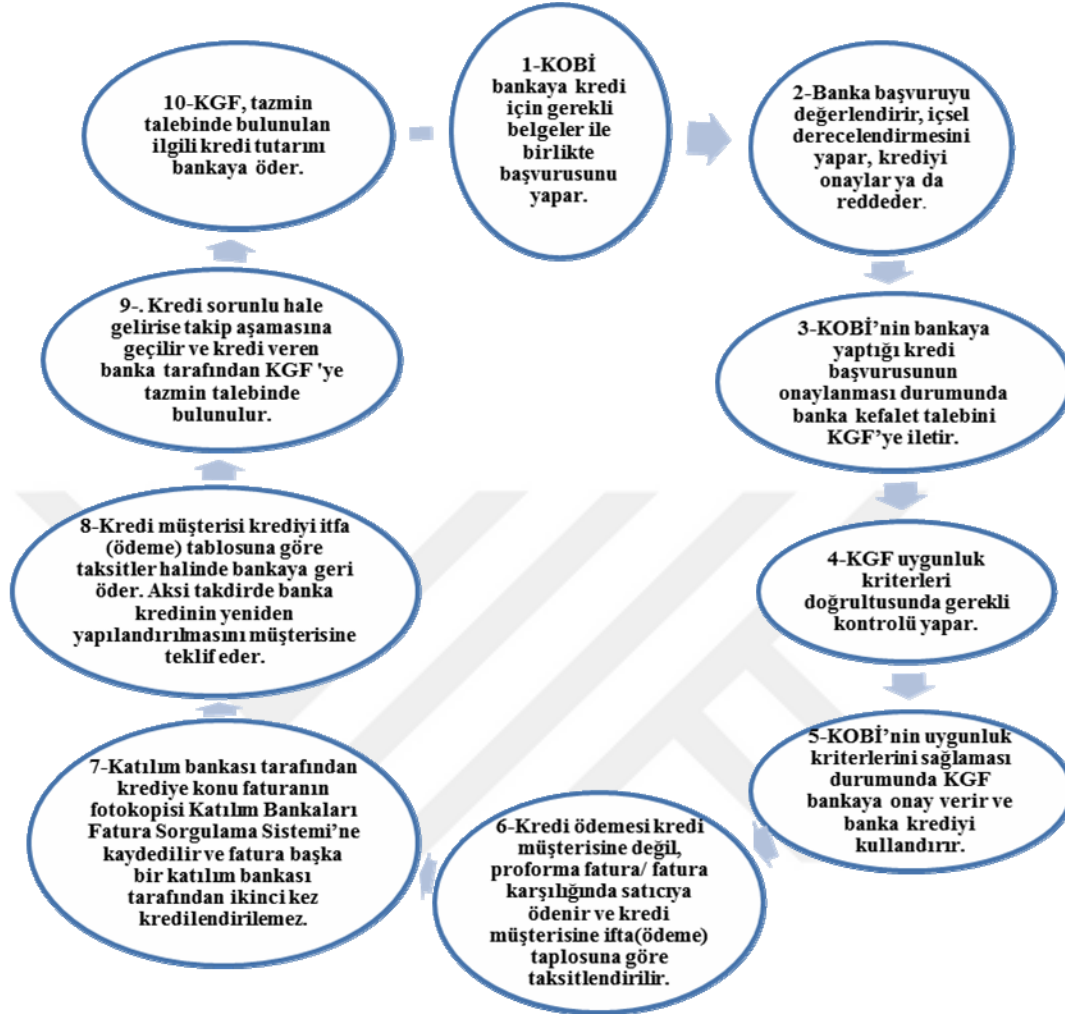 1-KOBİ
bankaya kredi
için gerekli
belgeler ile
birlikte
başvurusunu
yapar.
2-Banka başvuruyu
değerlendirir, içsel
derecelendirmesini
yapar, krediyi
onaylar ya da
reddeder.
3-KOBİ’nin bankaya
yaptığı kredi
başvurusunun
onaylanması durumunda
banka kefalet talebini
KGF’ye iletir.
4-KGF uygunluk
kriterleri
doğrultusunda gerekli
kontrolü yapar.
5-KOBİ’nin uygunluk
kriterlerini sağlaması
durumunda KGF
bankaya onay verir ve
banka krediyi
kullandırır.
6-Kredi ödemesi kredi
müşterisine değil,
proforma fatura/ fatura
karşılığında satıcıya
ödenir ve kredi
müşterisine ifta(ödeme)
taplosuna göre
taksitlendirilir.
7-Katılım bankası tarafından
krediye konu faturanın
fotokopisi Katılım Bankaları
Fatura Sorgulama Sistemi’ne
kaydedilir ve fatura başka
bir katılım bankası
tarafından ikinci kez
kredilendirilemez.
8-Kredi müşterisi krediyi itfa
(ödeme) tablosuna göre
taksitler halinde bankaya geri
öder. Aksi takdirde banka
kredinin yeniden
yapılandırılmasını müşterisine
teklif eder.
9-. Kredi sorunlu hale
gelirise takip aşamasına
geçilir ve kredi veren
banka tarafından KGF 'ye
tazmin talebinde
bulunulur.
10-KGF, tazmin
talebinde bulunulan
ilgili kredi tutarını
bankaya öder.